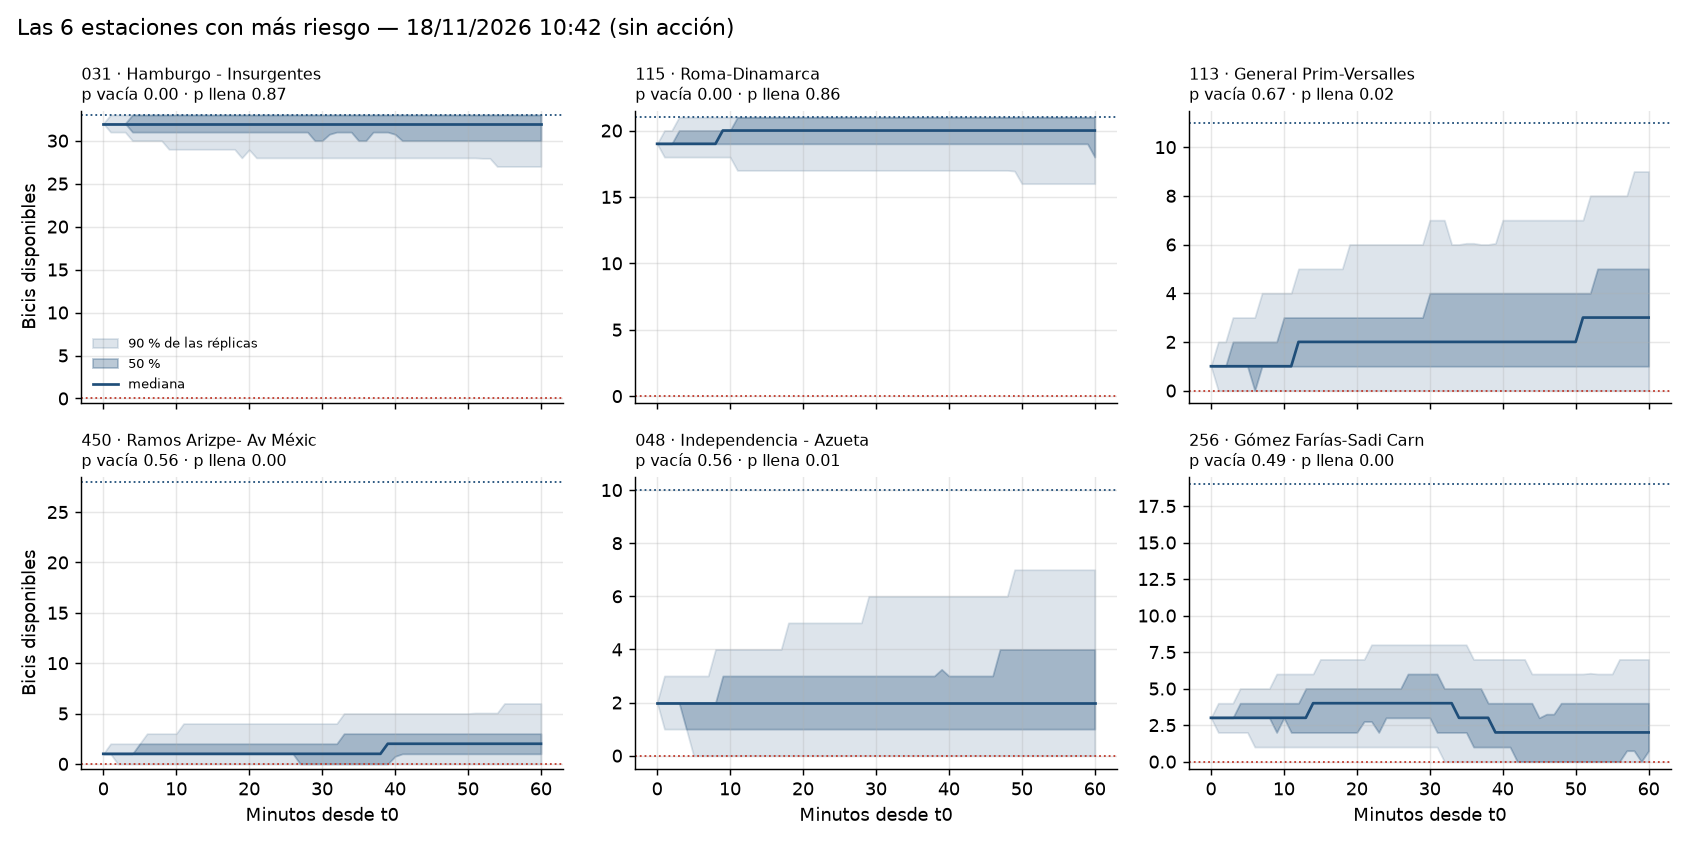 Las 6 estaciones con más riesgo — 18/11/2026 10:42 (sin acción)
031 · Hamburgo - Insurgentes
p vacía 0.00 · p llena 0.87
Bicis disponibles
30
25
20
15
10
5
0
90 % de las réplicas
50 %
mediana
115 · Roma-Dinamarca
p vacía 0.00 · p llena 0.86
20
15
10
5
0
113 · General Prim-Versalles
p vacía 0.67 · p llena 0.02
10
8
6
4
2
0
450 · Ramos Arizpe- Av Méxic
p vacía 0.56 · p llena 0.00
Bicis disponibles
25
20
15
10
5
0
0 10 20 30 40 50 60
Minutos desde t0
048 · Independencia - Azueta
p vacía 0.56 · p llena 0.01
10
8
6
4
2
0
0 10 20 30 40 50 60
Minutos desde t0
256 · Gómez Farías-Sadi Carn
p vacía 0.49 · p llena 0.00
17.5
15.0
12.5
10.0
7.5
5.0
2.5
0.0
0 10 20 30 40 50 60
Minutos desde t0